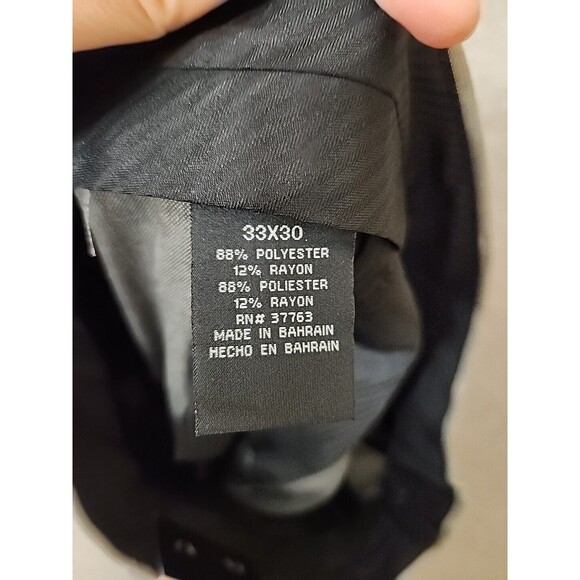 33X30
88% POLYESTER
12% RAYON
88% POLIESTER
12% RAYON
RN# 37763
MADE IN BAHRAIN
HECHO EN BAHRAIN